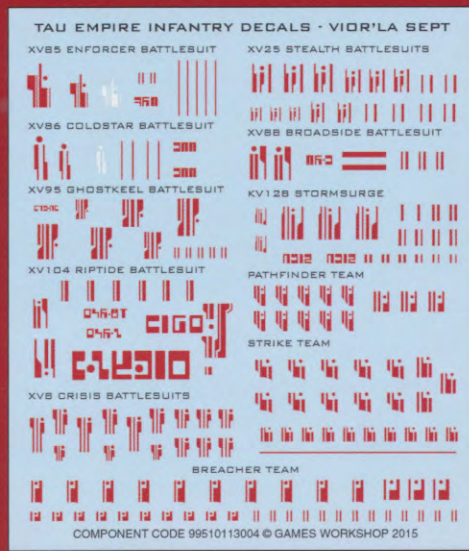 TAU EMPIRE INFANTRY DECALS - VIOR'LA SEPT
XV85 ENFORCER BATTLESUIT
XV25 STEALTH BATTLESUITS
XV86 COLDSTAR BATTLESUIT
XV88 BROADSIDE BATTLESUIT
XV95 GHOSTKEEL BATTLESUIT
KV128 STORMSURGE
XV104 RIPTIDE BATTLESUIT
PATHFINDER TEAM
STRIKE TEAM
XV8 CRISIS BATTLESUITS
BREACHER TEAM
COMPONENT CODE 99510113004 © GAMES WORKSHOP 2015